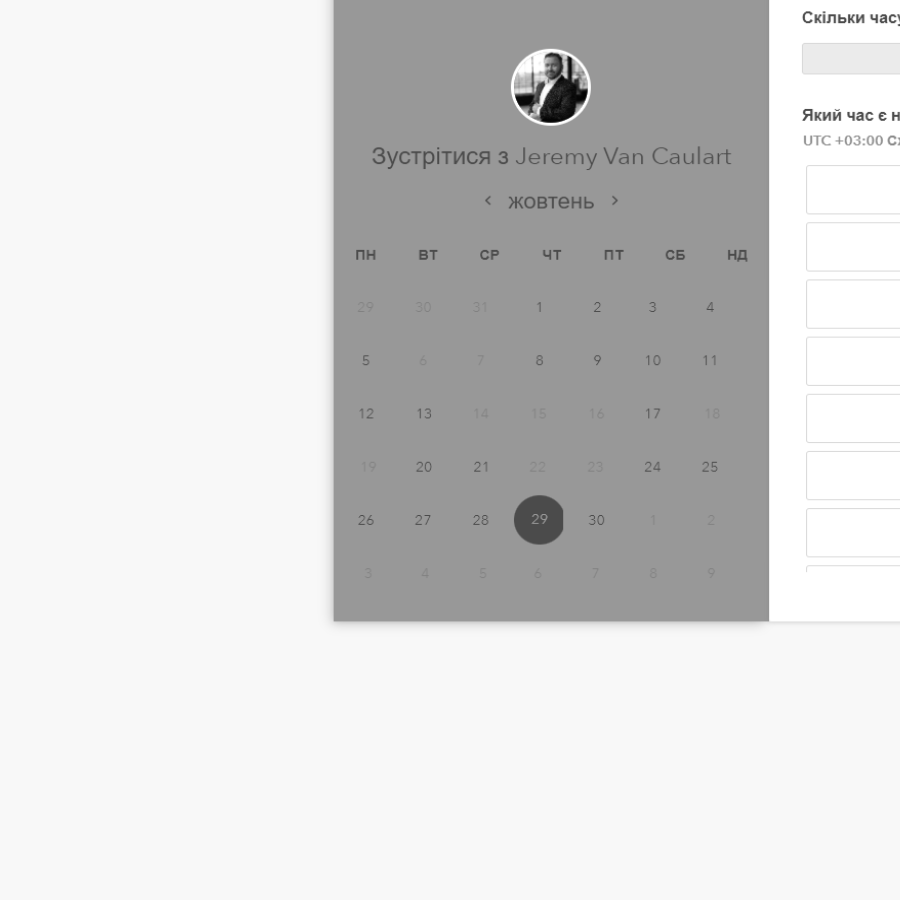 Зустрітися з Jeremy Van Caulart
жовтень
ПН ВТ СР ЧТ ПТ СБ НД
29 30 31 1 2 3 4
5 6 7 8 9 10 11
12 13 14 15 16 17 18
19 20 21 22 23 24 25
26 27 28 29 30 1 2
3 4 5 6 7 8 9
Скільки часу
Який час є н
UTC +03:00 Сх